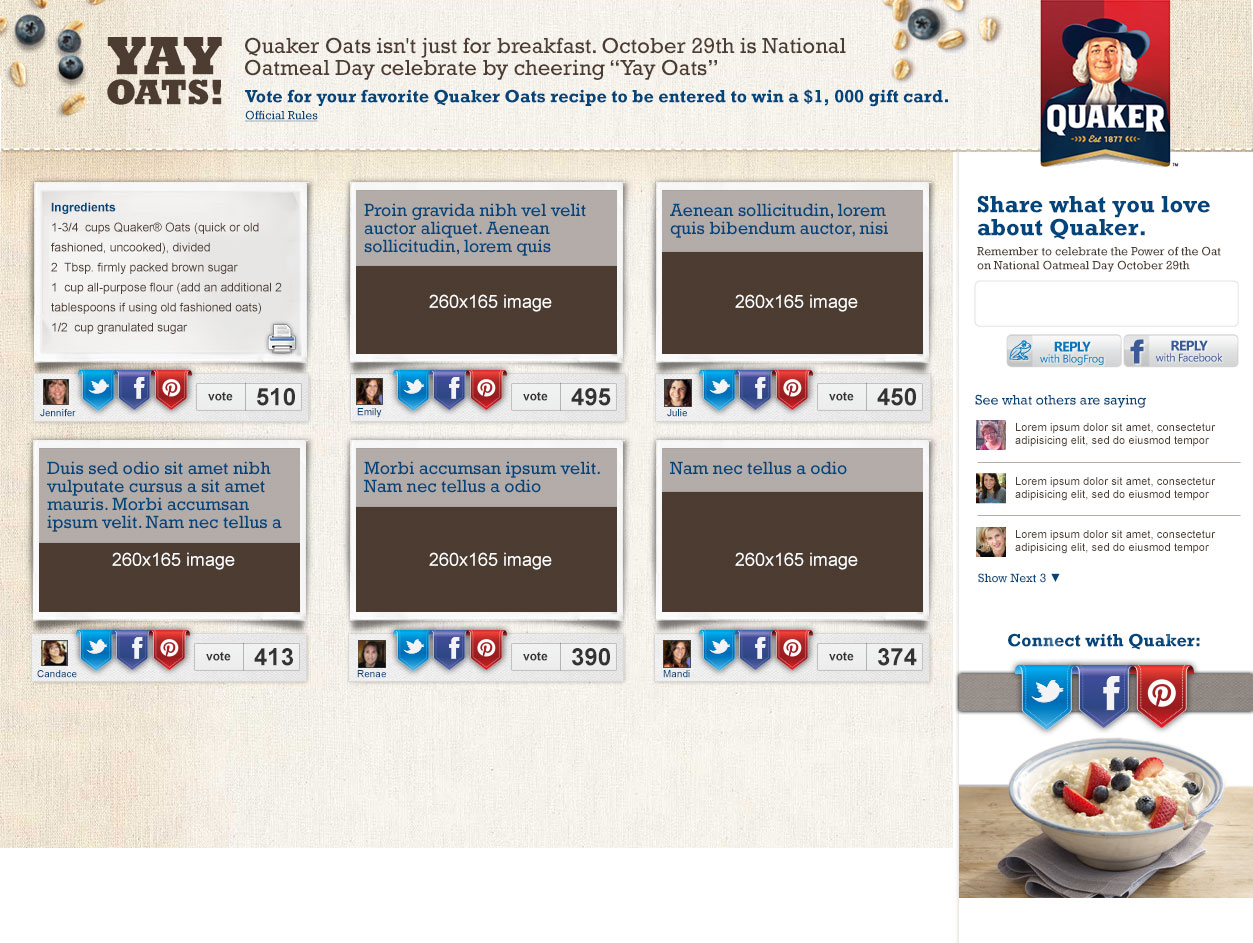 YAY
OATS!
Quaker Oats isn't just for breakfast. October 29th is National
Oatmeal Day celebrate by cheering “Yay Oats”
Vote for your favorite Quaker Oats recipe to be entered to win a $1, 000 gift card.
Official Rules
QUAKER
Est 1877
™
Ingredients
1-3/4 cups Quaker® Oats (quick or old
fashioned, uncooked), divided
2 Tbsp. firmly packed brown sugar
1 cup all-purpose flour (add an additional 2
tablespoons if using old fashioned oats)
1/2 cup granulated sugar
Jennifer
vote
510
Proin gravida nibh vel velit
auctor aliquet. Aenean
sollicitudin, lorem quis
260x165 image
Emily
vote
495
Aenean sollicitudin, lorem
quis bibendum auctor, nisi
260x165 image
Julie
vote
450
Duis sed odio sit amet nibh
vulputate cursus a sit amet
mauris. Morbi accumsan
ipsum velit. Nam nec tellus a
260x165 image
Candace
vote
413
Morbi accumsan ipsum velit.
Nam nec tellus a odio
260x165 image
Renae
vote
390
Nam nec tellus a odio
260x165 image
Mandi
vote
374
Share what you love
about Quaker.
Remember to celebrate the Power of the Oat
on National Oatmeal Day October 29th
REPLY
with BlogFrog
REPLY
with Facebook
See what others are saying
Lorem ipsum dolor sit amet, consectetur
adipisicing elit, sed do eiusmod tempor
Lorem ipsum dolor sit amet, consectetur
adipisicing elit, sed do eiusmod tempor
Lorem ipsum dolor sit amet, consectetur
adipisicing elit, sed do eiusmod tempor
Show Next 3 ▼
Connect with Quaker: